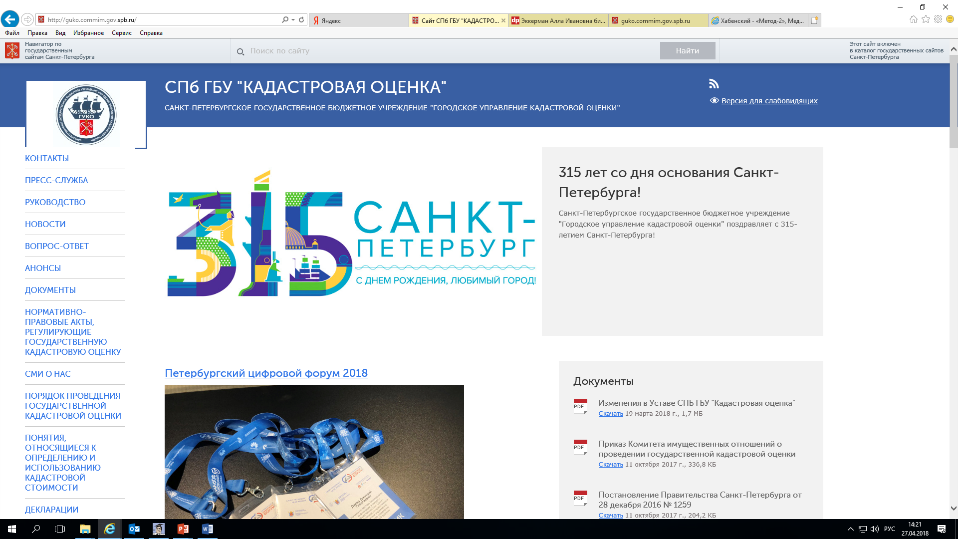 http://guko.commim.gov.spb.ru/
Яндекс
Сайт СПб ГБУ "КАДАСТРО...
Эккерман Алла Ивановна би...
guko.commim.gov.spb.ru
Хабенский - «Метод-2», Мед...
Файл Правка Вид Избранное Сервис Справка
Навигатор по
государственным
сайтам Санкт-Петербурга
Поиск по сайту
Найти
Этот сайт включен
в каталог государственных сайтов
Санкт-Петербурга
ГУКО
СПб ГБУ "КАДАСТРОВАЯ ОЦЕНКА"
САНКТ-ПЕТЕРБУРГСКОЕ ГОСУДАРСТВЕННОЕ БЮДЖЕТНОЕ УЧРЕЖДЕНИЕ "ГОРОДСКОЕ УПРАВЛЕНИЕ КАДАСТРОВОЙ ОЦЕНКИ"
Версия для слабовидящих
КОНТАКТЫ
ПРЕСС-СЛУЖБА
РУКОВОДСТВО
НОВОСТИ
ВОПРОС-ОТВЕТ
АНОНСЫ
ДОКУМЕНТЫ
НОРМАТИВНО-
ПРАВОВЫЕ АКТЫ,
РЕГУЛИРУЮЩИЕ
ГОСУДАРСТВЕННУЮ
КАДАСТРОВУЮ ОЦЕНКУ
СМИ О НАС
ПОРЯДОК ПРОВЕДЕНИЯ
ГОСУДАРСТВЕННОЙ
КАДАСТРОВОЙ ОЦЕНКИ
ПОНЯТИЯ,
ОТНОСЯЩИЕСЯ К
ОПРЕДЕЛЕНИЮ И
ИСПОЛЬЗОВАНИЮ
КАДАСТРОВОЙ
СТОИМОСТИ
ДЕКЛАРАЦИИ
315
САНКТ-
ПЕТЕРБУРГ
С ДНЕМ РОЖДЕНИЯ, ЛЮБИМЫЙ ГОРОД!
315 лет со дня основания Санкт-
Петербурга!
Санкт-Петербургское государственное бюджетное учреждение
"Городское управление кадастровой оценки" поздравляет с 315-
летием Санкт-Петербурга!
Петербургский цифровой форум 2018
Документы
PDF
Изменения в Уставе СПБ ГБУ "Кадастровая оценка"
Скачать 19 марта 2018 г., 1,7 МБ
PDF
Приказ Комитета имущественных отношений о
проведении государственной кадастровой оценки
Скачать 11 октября 2017 г., 336,8 КБ
PDF
Постановление Правительства Санкт-Петербурга от
28 декабря 2016 № 1259
Скачать 11 октября 2017 г., 204,2 КБ
РУС
14:21
27.04.2018